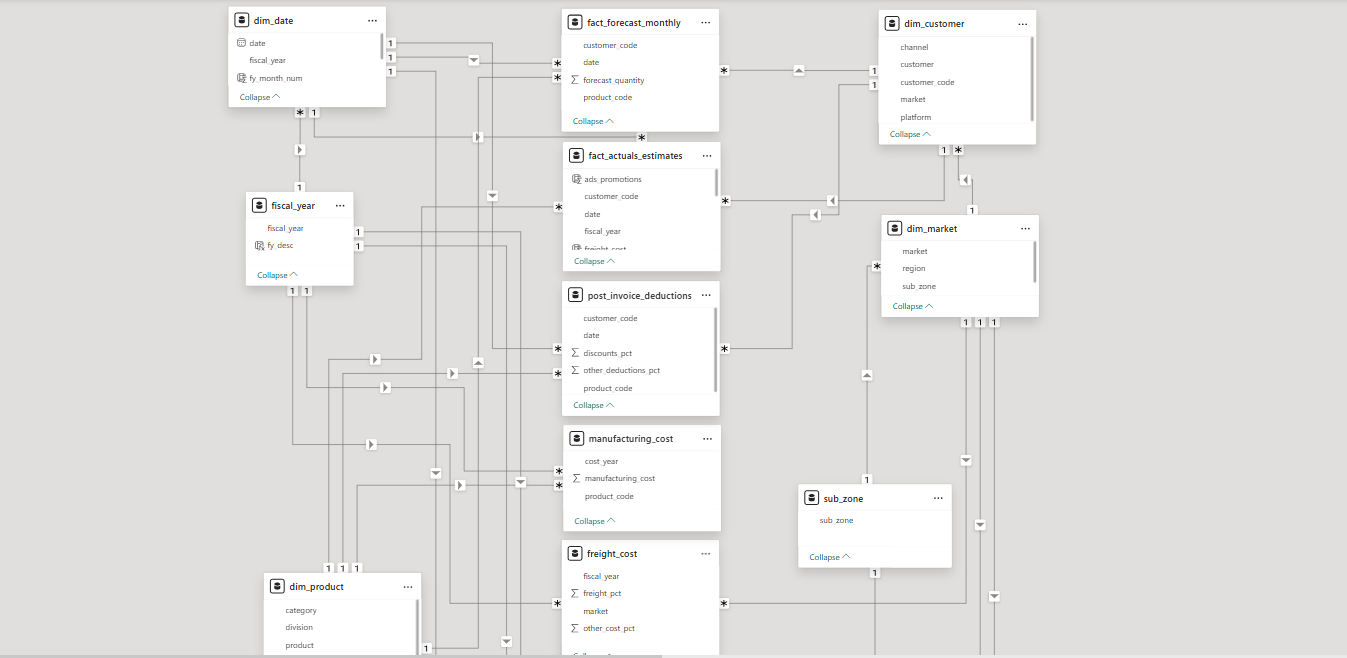 dim_date
date
fiscal_year
fy_month_num
Collapse
fact_forecast_monthly
customer_code
date
forecast_quantity
product_code
Collapse
dim_customer
channel
customer
customer_code
market
platform
Collapse
fiscal_year
fiscal_year
fy_desc
Collapse
fact_actuals_estimates
ads_promotions
customer_code
date
fiscal_year
freight_cost
Collapse
dim_market
market
region
sub_zone
Collapse
post_invoice_deductions
customer_code
date
discounts_pct
other_deductions_pct
product_code
Collapse
manufacturing_cost
cost_year
manufacturing_cost
product_code
Collapse
sub_zone
sub_zone
Collapse
dim_product
category
division
product
freight_cost
fiscal_year
freight_pct
market
other_cost_pct
1
1
1
*
1
*
*
*
*
1
1
1
*
1
1
1
1
1
*
*
*
*
*
*
*
*
1
*
1
1
1
1
1
1
1
1
1
*
*